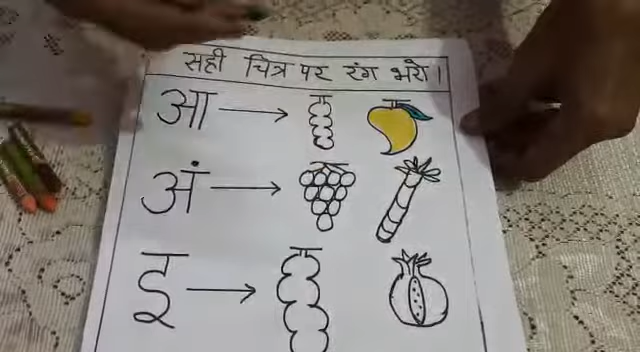 सही चित्र पर रंग भरो।
आ
अं
इ